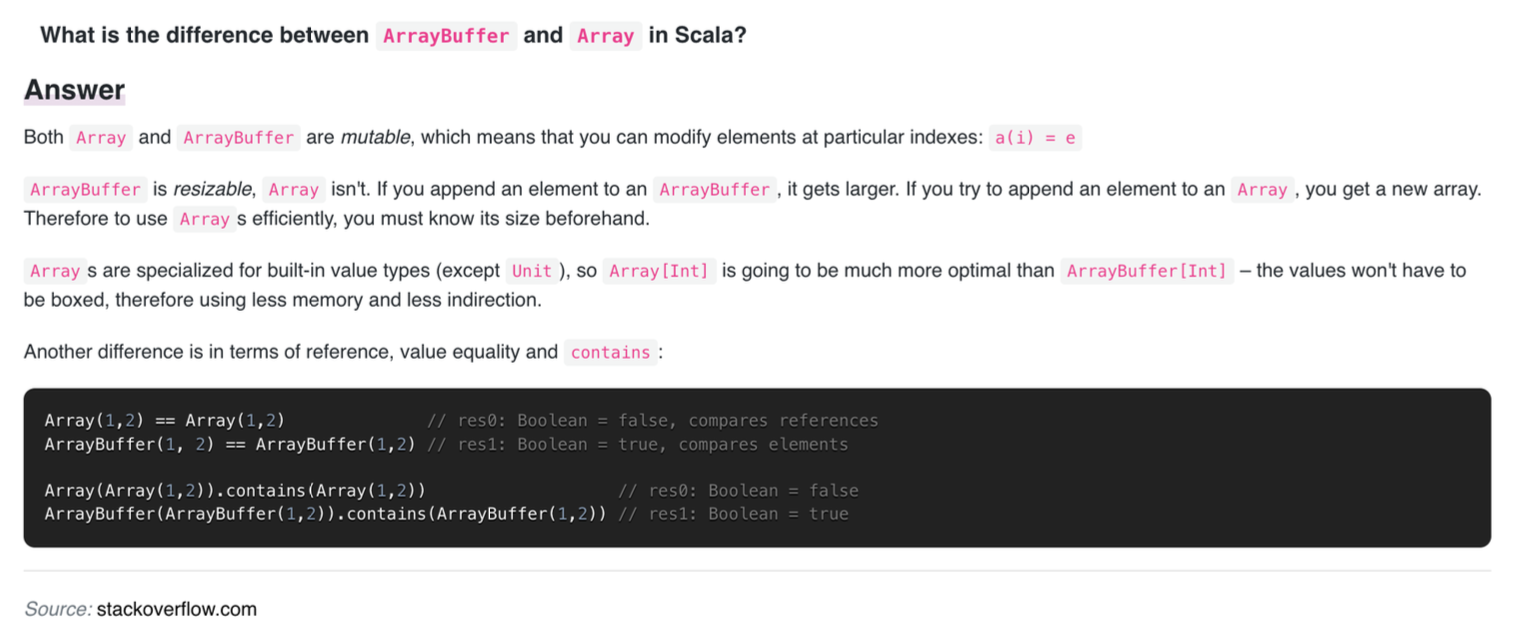 What is the difference between ArrayBuffer and Array in Scala?
Answer
Both Array and ArrayBuffer are mutable, which means that you can modify elements at particular indexes: a(i) = e
ArrayBuffer is resizable, Array isn't. If you append an element to an ArrayBuffer, it gets larger. If you try to append an element to an Array, you get a new array.
Therefore to use Array s efficiently, you must know its size beforehand.
Array s are specialized for built-in value types (except Unit), so Array[Int] is going to be much more optimal than ArrayBuffer[Int] – the values won't have to
be boxed, therefore using less memory and less indirection.
Another difference is in terms of reference, value equality and contains :
Array(1,2) == Array(1,2)              // res0: Boolean = false, compares references
ArrayBuffer(1, 2) == ArrayBuffer(1,2) // res1: Boolean = true, compares elements
Array(Array(1,2)).contains(Array(1,2))                   // res0: Boolean = false
ArrayBuffer(ArrayBuffer(1,2)).contains(ArrayBuffer(1,2)) // res1: Boolean = true
Source: stackoverflow.com